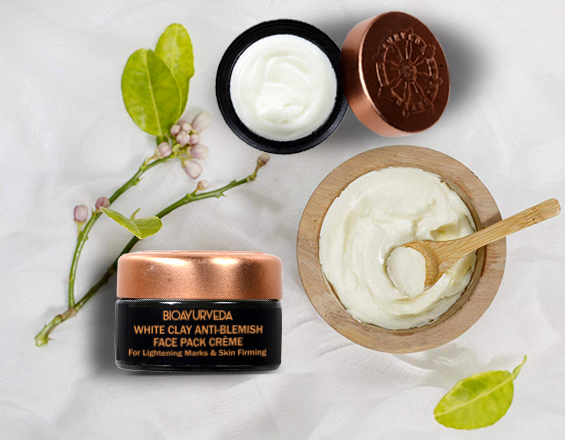 BIOAYURVEDA
WHITE CLAY ANTI-BLEMISH
FACE PACK CRÈME
For Lightening Marks & Skin Firming